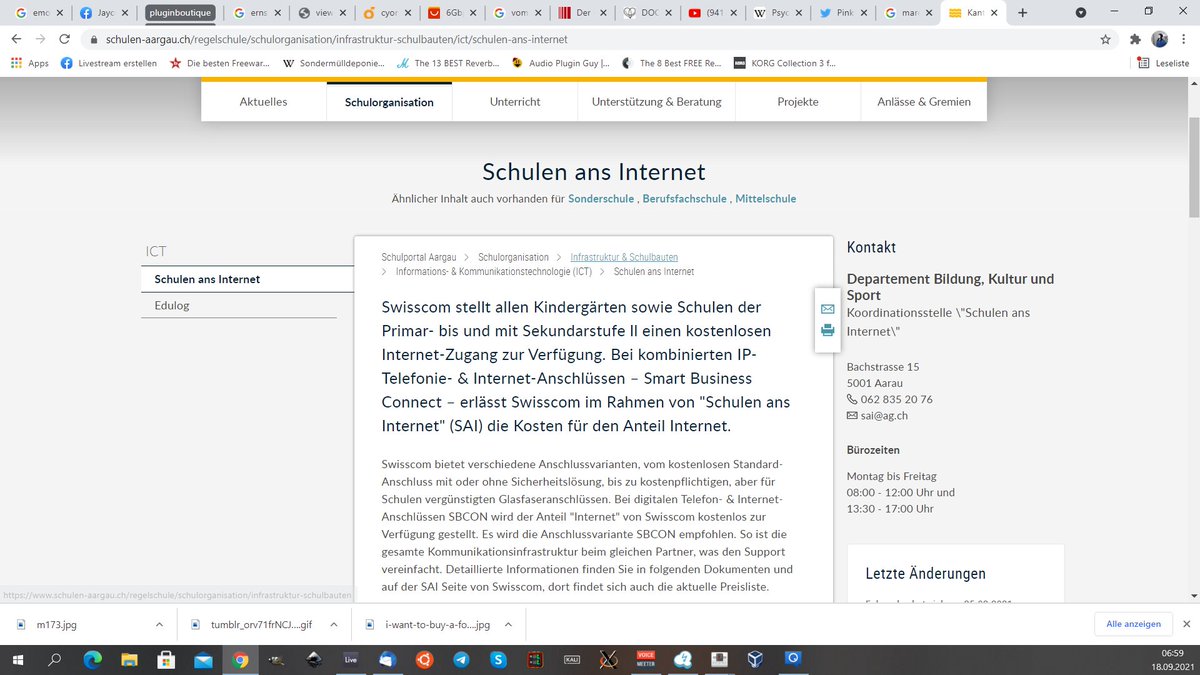 emo
Jayc
pluginboutique
erns
view
cyor
6Gb
vom
Der
DOC
(941
Psyc
Pink
mar
Kant
schulen-aargau.ch/regelschule/schulorganisation/infrastruktur-schulbauten/ict/schulen-ans-internet
Apps
Livestream erstellen
Die besten Freewar...
Sondermülldeponie...
The 13 BEST Reverb...
Audio Plugin Guy |...
The 8 Best FREE Re...
KORG Collection 3 f...
Leseliste
Aktuelles
Schulorganisation
Unterricht
Unterstützung & Beratung
Projekte
Anlässe & Gremien
Schulen ans Internet
Ähnlicher Inhalt auch vorhanden für Sonderschule , Berufsfachschule , Mittelschule
ICT
Schulen ans Internet
Edulog
Schulportal Aargau > Schulorganisation > Infrastruktur & Schulbauten
> Informations- & Kommunikationstechnologie (ICT) > Schulen ans Internet
Swisscom stellt allen Kindergärten sowie Schulen der
Primar- bis und mit Sekundarstufe II einen kostenlosen
Internet-Zugang zur Verfügung. Bei kombinierten IP-
Telefonie- & Internet-Anschlüssen – Smart Business
Connect – erlässt Swisscom im Rahmen von "Schulen ans
Internet" (SAI) die Kosten für den Anteil Internet.
Swisscom bietet verschiedene Anschlussvarianten, vom kostenlosen Standard-
Anschluss mit oder ohne Sicherheitslösung, bis zu kostenpflichtigen, aber für
Schulen vergünstigten Glasfaseranschlüssen. Bei digitalen Telefon- & Internet-
Anschlüssen SBCON wird der Anteil "Internet" von Swisscom kostenlos zur
Verfügung gestellt. Es wird die Anschlussvariante SBCON empfohlen. So ist die
gesamte Kommunikationsinfrastruktur beim gleichen Partner, was den Support
vereinfacht. Detaillierte Informationen finden Sie in folgenden Dokumenten und
auf der SAI Seite von Swisscom, dort findet sich auch die aktuelle Preisliste.
Kontakt
Departement Bildung, Kultur und
Sport
Koordinationsstelle \"Schulen ans
Internet\"
Bachstrasse 15
5001 Aarau
062 835 20 76
sai@ag.ch
Bürozeiten
Montag bis Freitag
08:00 - 12:00 Uhr und
13:30 - 17:00 Uhr
Letzte Änderungen
https://www.schulen-aargau.ch/regelschule/schulorganisation/infrastruktur-schulbauten
m173.jpg
tumblr_orv71frNCJ....gif
i-want-to-buy-a-fo....jpg
Alle anzeigen
Live
KALI
VOICE
MEETER
06:59
18.09.2021